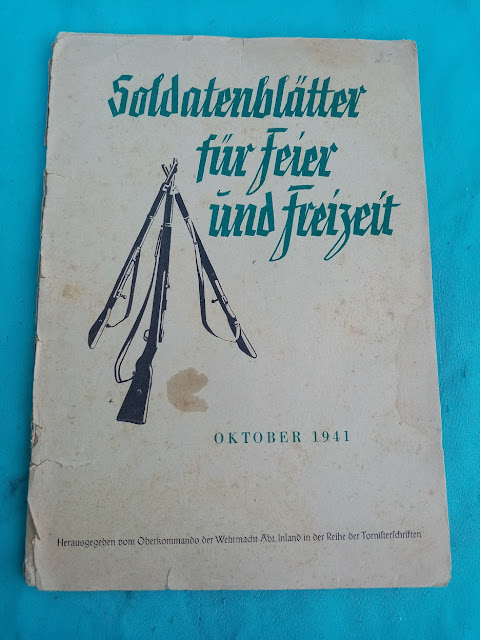 Soldatenblätter
für Feier
und Freizeit
OKTOBER 1941
Herausgegeben vom Oberkommando der Wehrmacht Abt. Inland in der Reihe der Tornisterschriften